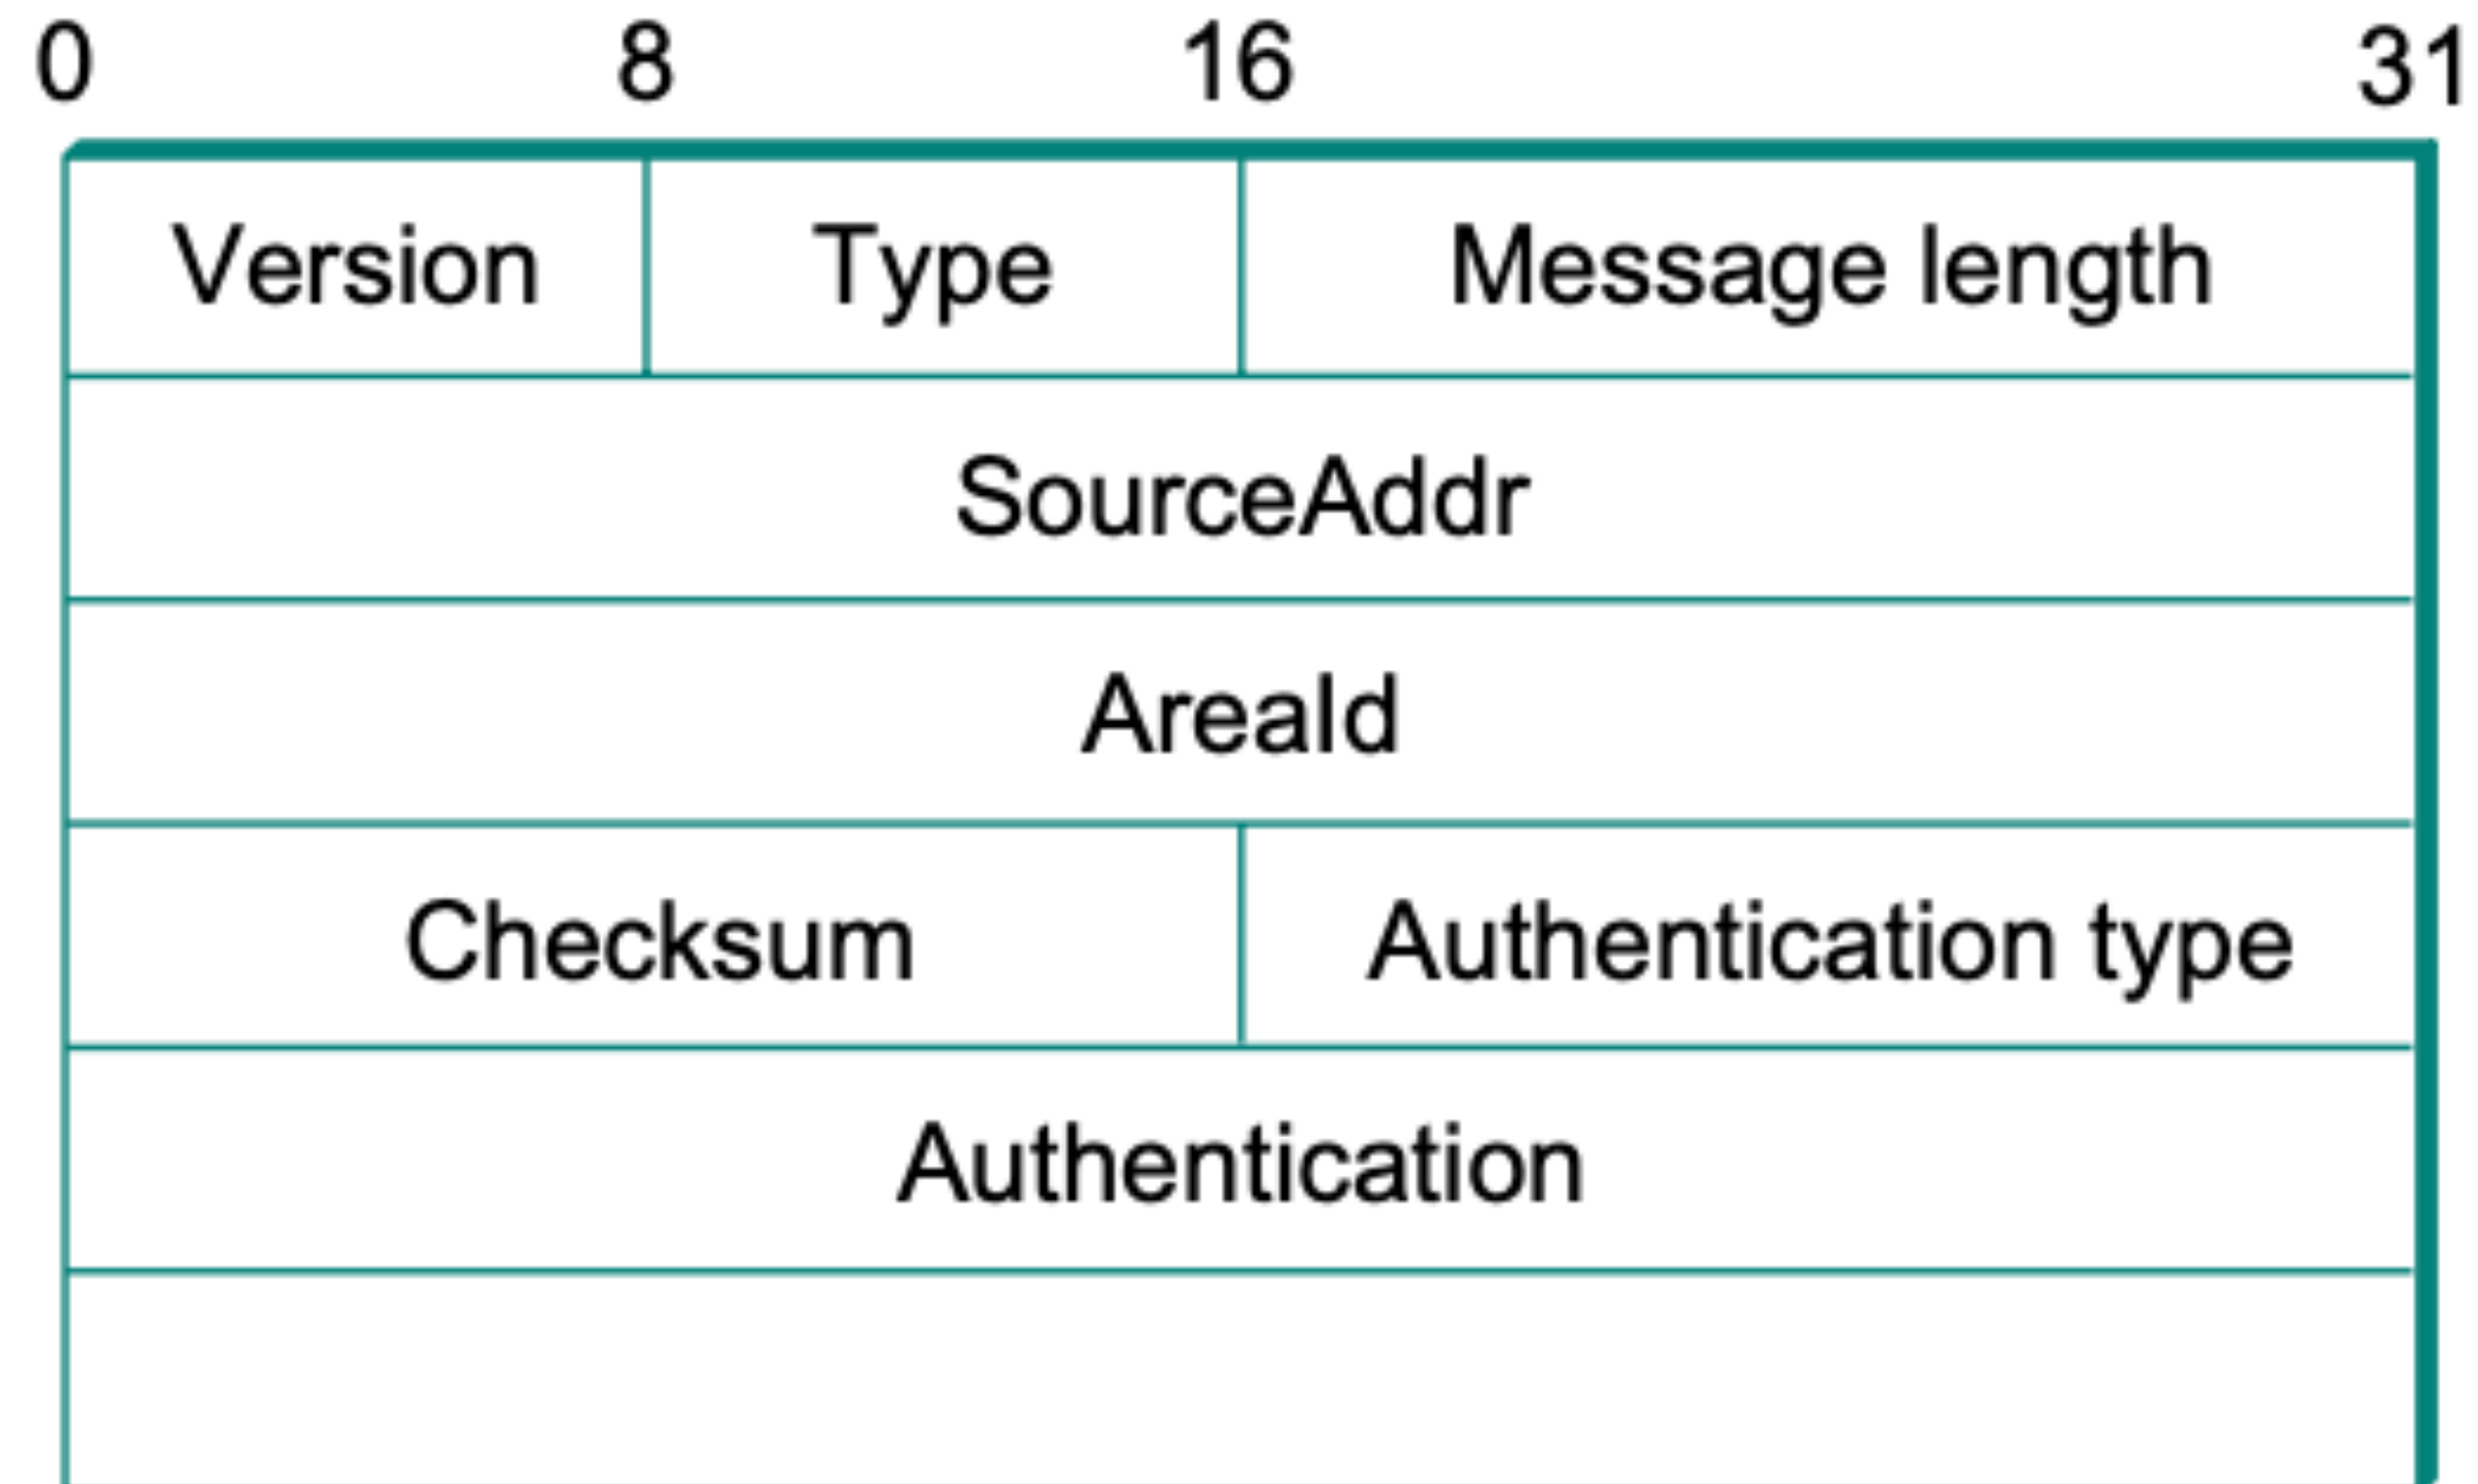 0 8 16 31
Version Type Message length
SourceAddr
AreaId
Checksum Authentication type
Authentication